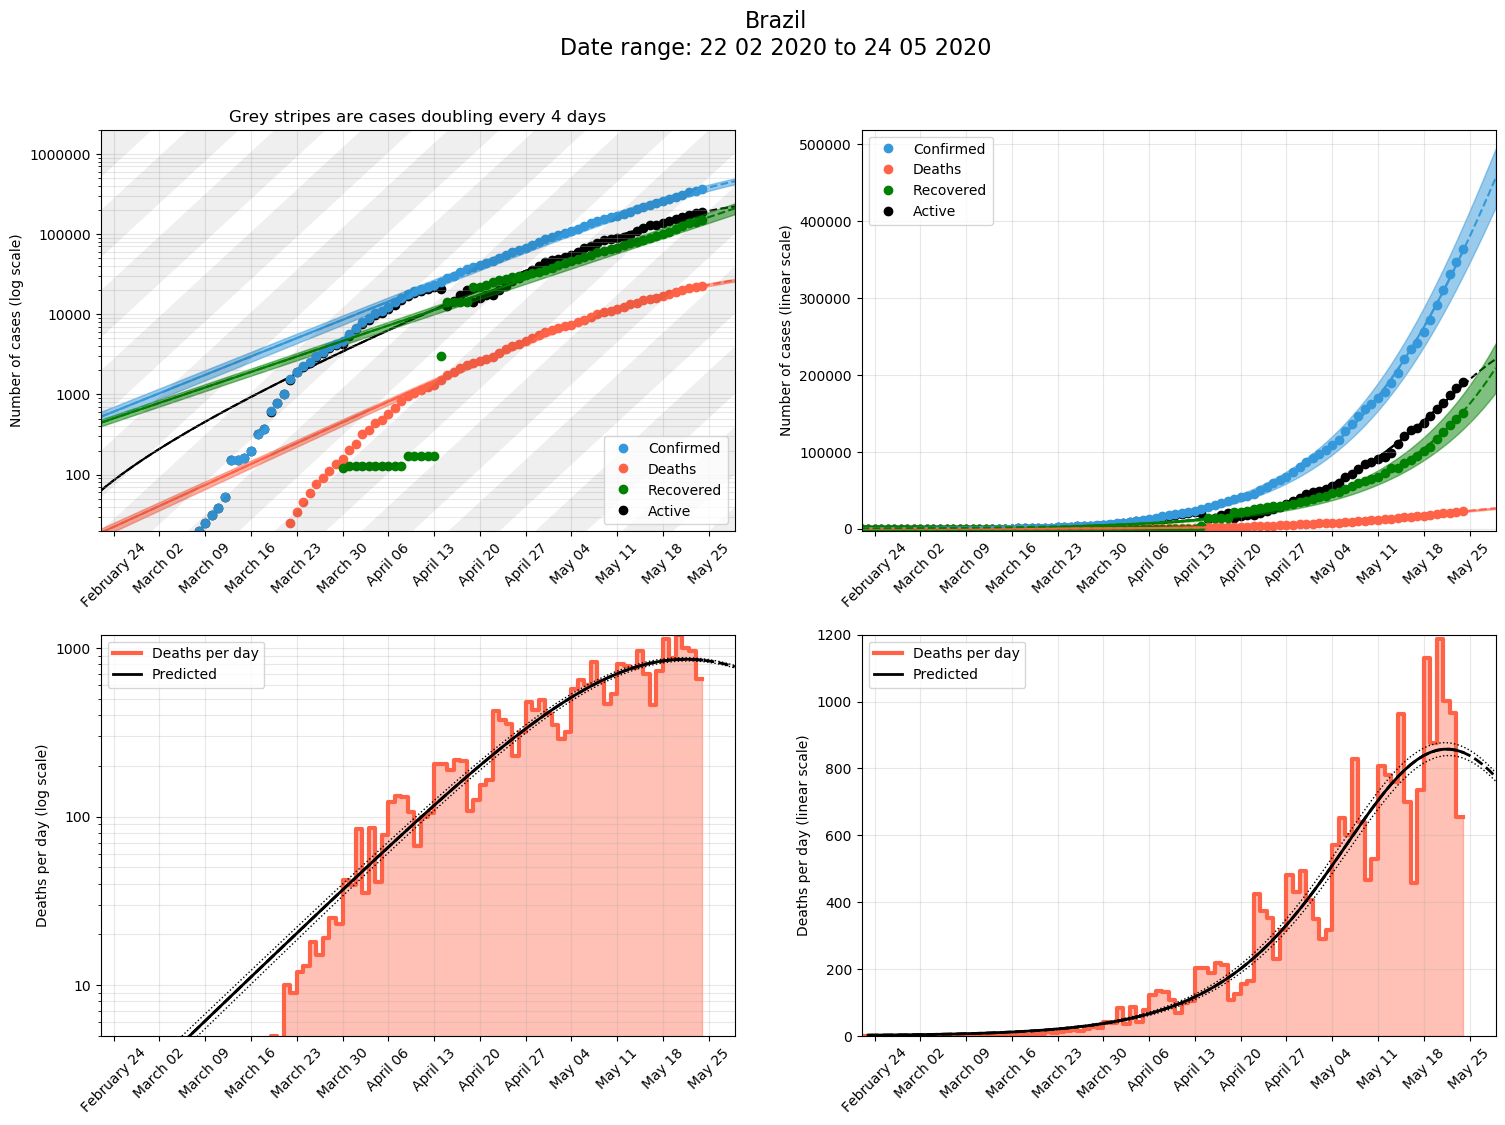 Brazil
Date range: 22 02 2020 to 24 05 2020
Grey stripes are cases doubling every 4 days
Number of cases (log scale)
1000000
100000
10000
1000
100
Confirmed
Deaths
Recovered
Active
February 24
March 02
March 09
March 16
March 23
March 30
April 06
April 13
April 20
April 27
May 04
May 11
May 18
May 25
Number of cases (linear scale)
500000
400000
300000
200000
100000
0
Confirmed
Deaths
Recovered
Active
February 24
March 02
March 09
March 16
March 23
March 30
April 06
April 13
April 20
April 27
May 04
May 11
May 18
May 25
Deaths per day (log scale)
1000
100
10
Deaths per day
Predicted
February 24
March 02
March 09
March 16
March 23
March 30
April 06
April 13
April 20
April 27
May 04
May 11
May 18
May 25
Deaths per day (linear scale)
1200
1000
800
600
400
200
0
Deaths per day
Predicted
February 24
March 02
March 09
March 16
March 23
March 30
April 06
April 13
April 20
April 27
May 04
May 11
May 18
May 25